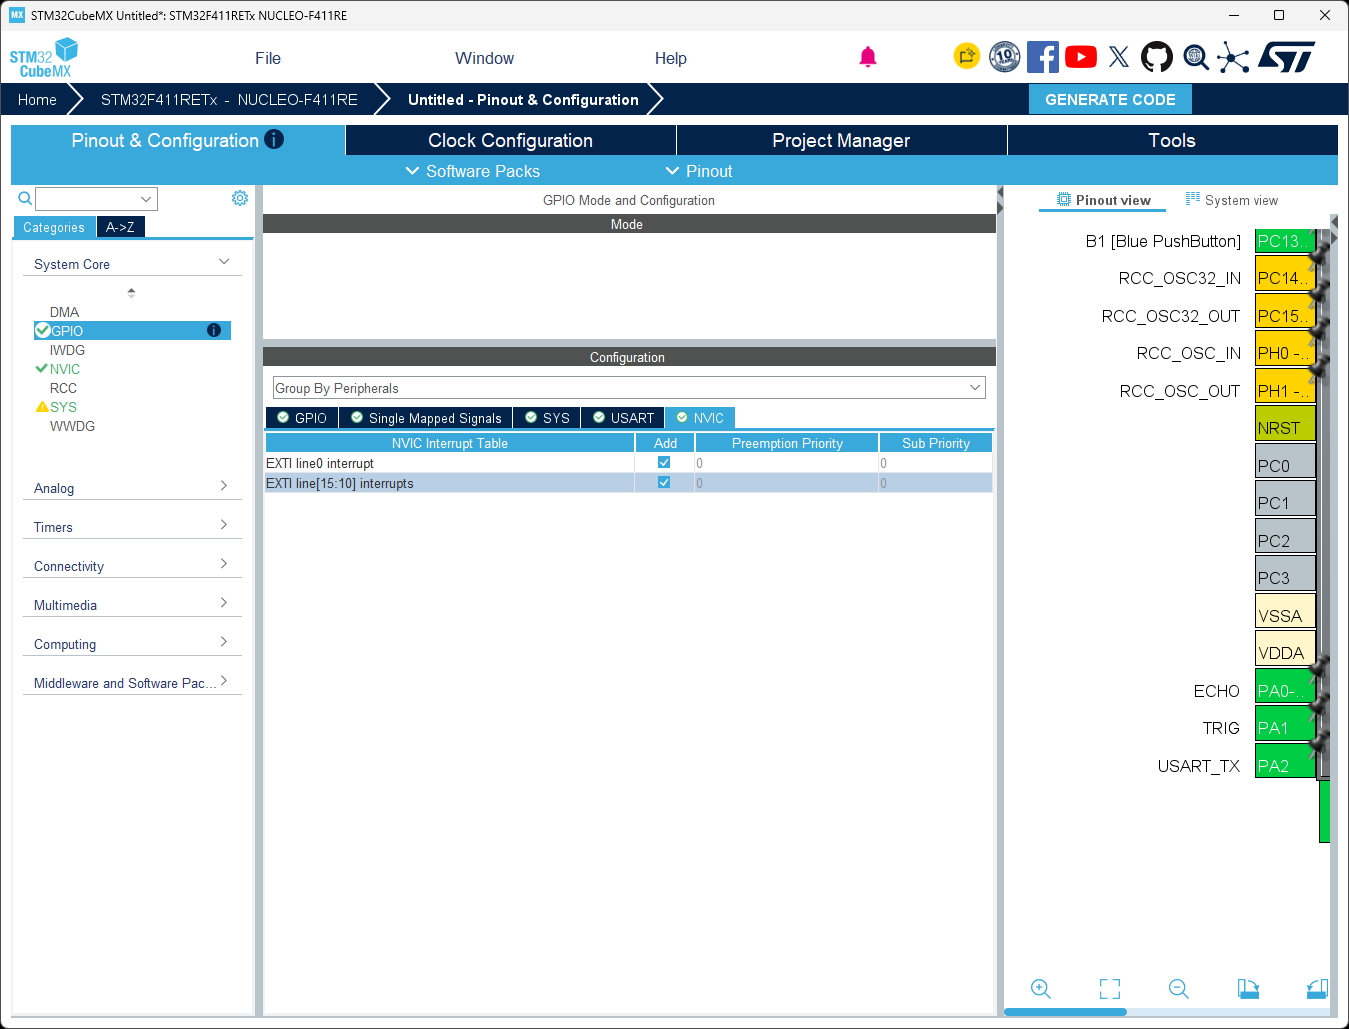 MX STM32CubeMX Untitled*: STM32F411RETx NUCLEO-F411RE
STM32
CubeMX
File
Window
Help
10
Home
STM32F411RETx - NUCLEO-F411RE
Untitled - Pinout & Configuration
GENERATE CODE
Pinout & Configuration
Clock Configuration
Project Manager
Tools
Software Packs
Pinout
Categories
A->Z
System Core
DMA
GPIO
IWDG
NVIC
RCC
SYS
WWDG
Analog
Timers
Connectivity
Multimedia
Computing
Middleware and Software Pac...
GPIO Mode and Configuration
Mode
Configuration
Group By Peripherals
GPIO
Single Mapped Signals
SYS
USART
NVIC
NVIC Interrupt Table Add Preemption Priority Sub Priority
EXTI line0 interrupt 0 0
EXTI line[15:10] interrupts 0 0
Pinout view
System view
B1 [Blue PushButton] PC13..
RCC_OSC32_IN PC14..
RCC_OSC32_OUT PC15..
RCC_OSC_IN PH0 -..
RCC_OSC_OUT PH1 -..
NRST
PC0
PC1
PC2
PC3
VSSA
VDDA
ECHO PA0-..
TRIG PA1
USART_TX PA2